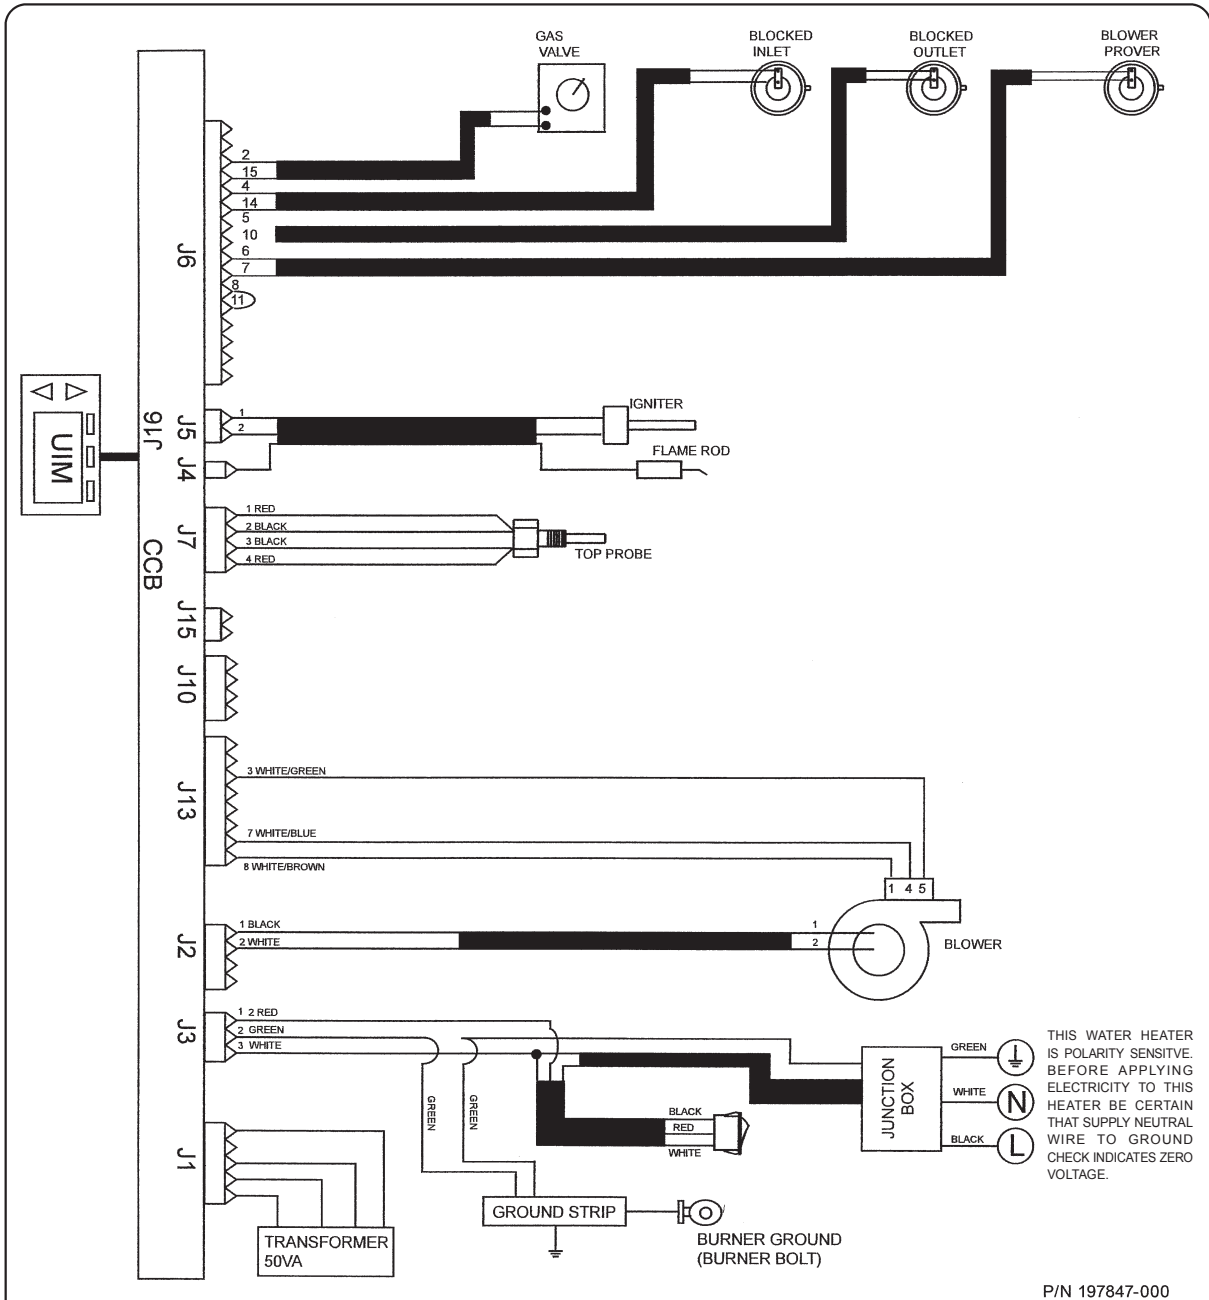 GAS
VALVE
BLOCKED
INLET
BLOCKED
OUTLET
BLOWER
PROVER
J6
2
15
4
14
5
10
6
7
8
11
UIM
J16
CCB
J5
1
2
IGNITER
J4
FLAME ROD
J7
1 RED
2 BLACK
3 BLACK
4 RED
TOP PROBE
J15
J10
J13
3 WHITE/GREEN
7 WHITE/BLUE
8 WHITE/BROWN
1 4 5
J2
1 BLACK
2 WHITE
1
2
BLOWER
J3
1 2 RED
2 GREEN
3 WHITE
GREEN
GREEN
BLACK
RED
WHITE
JUNCTION
BOX
GREEN
WHITE
N
BLACK
L
THIS WATER HEATER
IS POLARITY SENSITVE.
BEFORE APPLYING
ELECTRICITY TO THIS
HEATER BE CERTAIN
THAT SUPPLY NEUTRAL
WIRE TO GROUND
CHECK INDICATES ZERO
VOLTAGE.
J1
TRANSFORMER
50VA
GROUND STRIP
BURNER GROUND
(BURNER BOLT)
P/N 197847-000